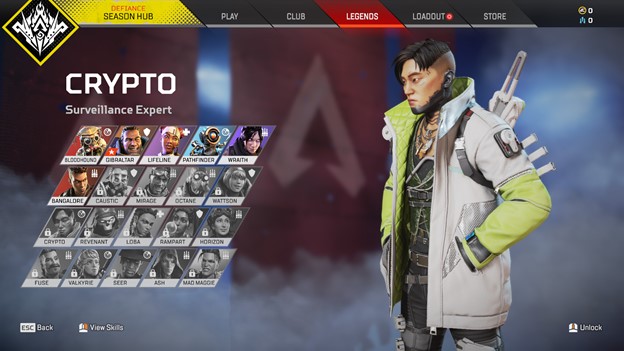 DEFIANCE
SEASON HUB
PLAY
CLUB
LEGENDS
LOADOUT
STORE
0
0
CRYPTO
Surveillance Expert
BLOODHOUND
GIBRALTAR
LIFELINE
PATHFINDER
WRAITH
BANGALORE
CAUSTIC
MIRAGE
OCTANE
WATTSON
CRYPTO
REVENANT
LOBA
RAMPART
HORIZON
FUSE
VALKYRIE
SEER
ASH
MAD MAGGIE
ESC Back
View Skills
Unlock